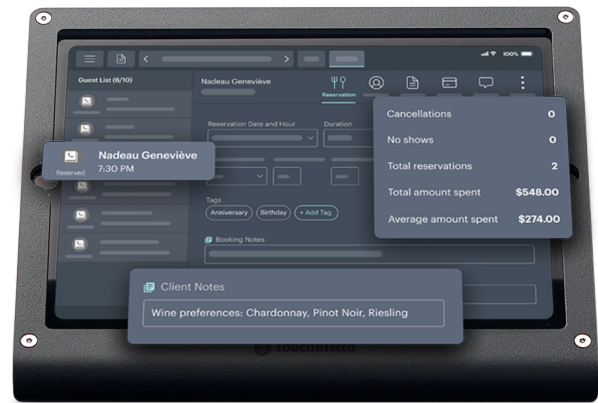 100%
Guest List (6/10)
Nadeau Geneviève
Reservation
Reservation Date and Hour
Duration
Cancellations 0
No shows 0
Total reservations 2
Total amount spent $548.00
Average amount spent $274.00
Reserved
Nadeau Geneviève
7:30 PM
Tags
Anniversary
Birthday
+ Add Tag
Booking Notes
Client Notes
Wine preferences: Chardonnay, Pinot Noir, Riesling
TouchBistro